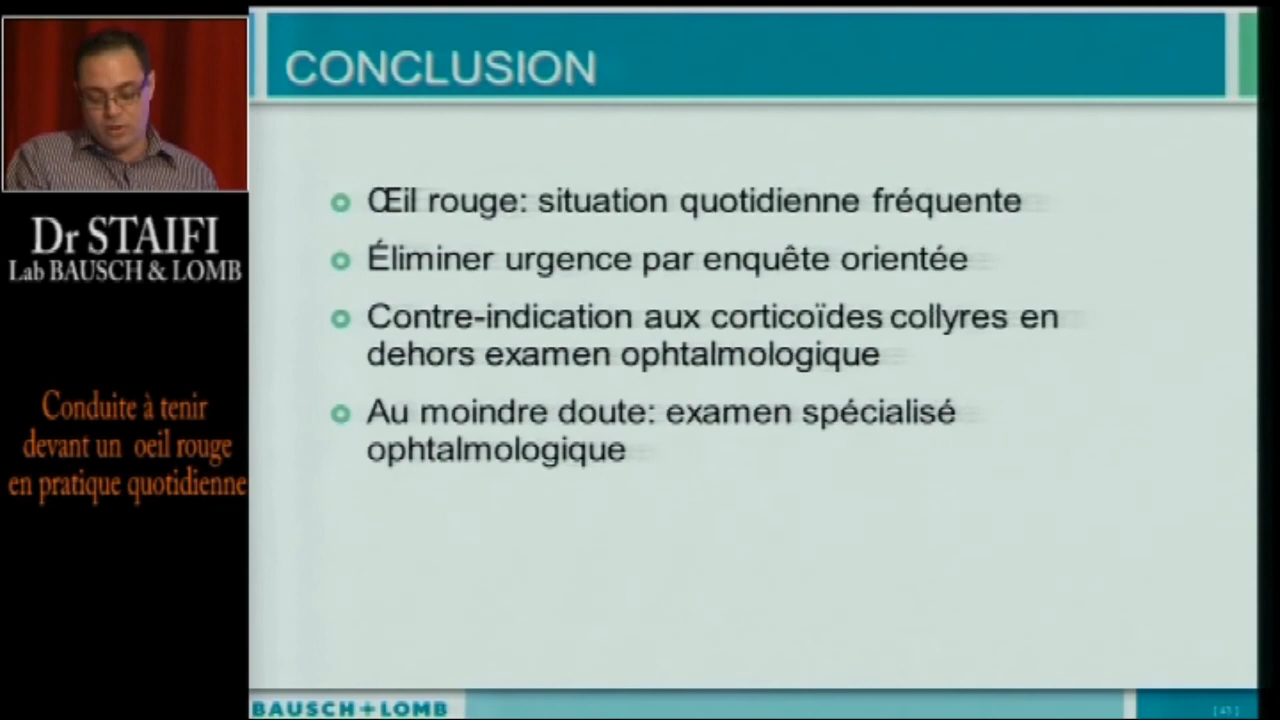 CONCLUSION
Œil rouge: situation quotidienne fréquente
Éliminer urgence par enquête orientée
Contre-indication aux corticoïdes collyres en
dehors examen ophtalmologique
Au moindre doute: examen spécialisé
ophtalmologique
Dr STAIFI
Lab BAUSCH & LOMB
Conduite à tenir
devant un oeil rouge
en pratique quotidienne
BAUSCH+LOMB